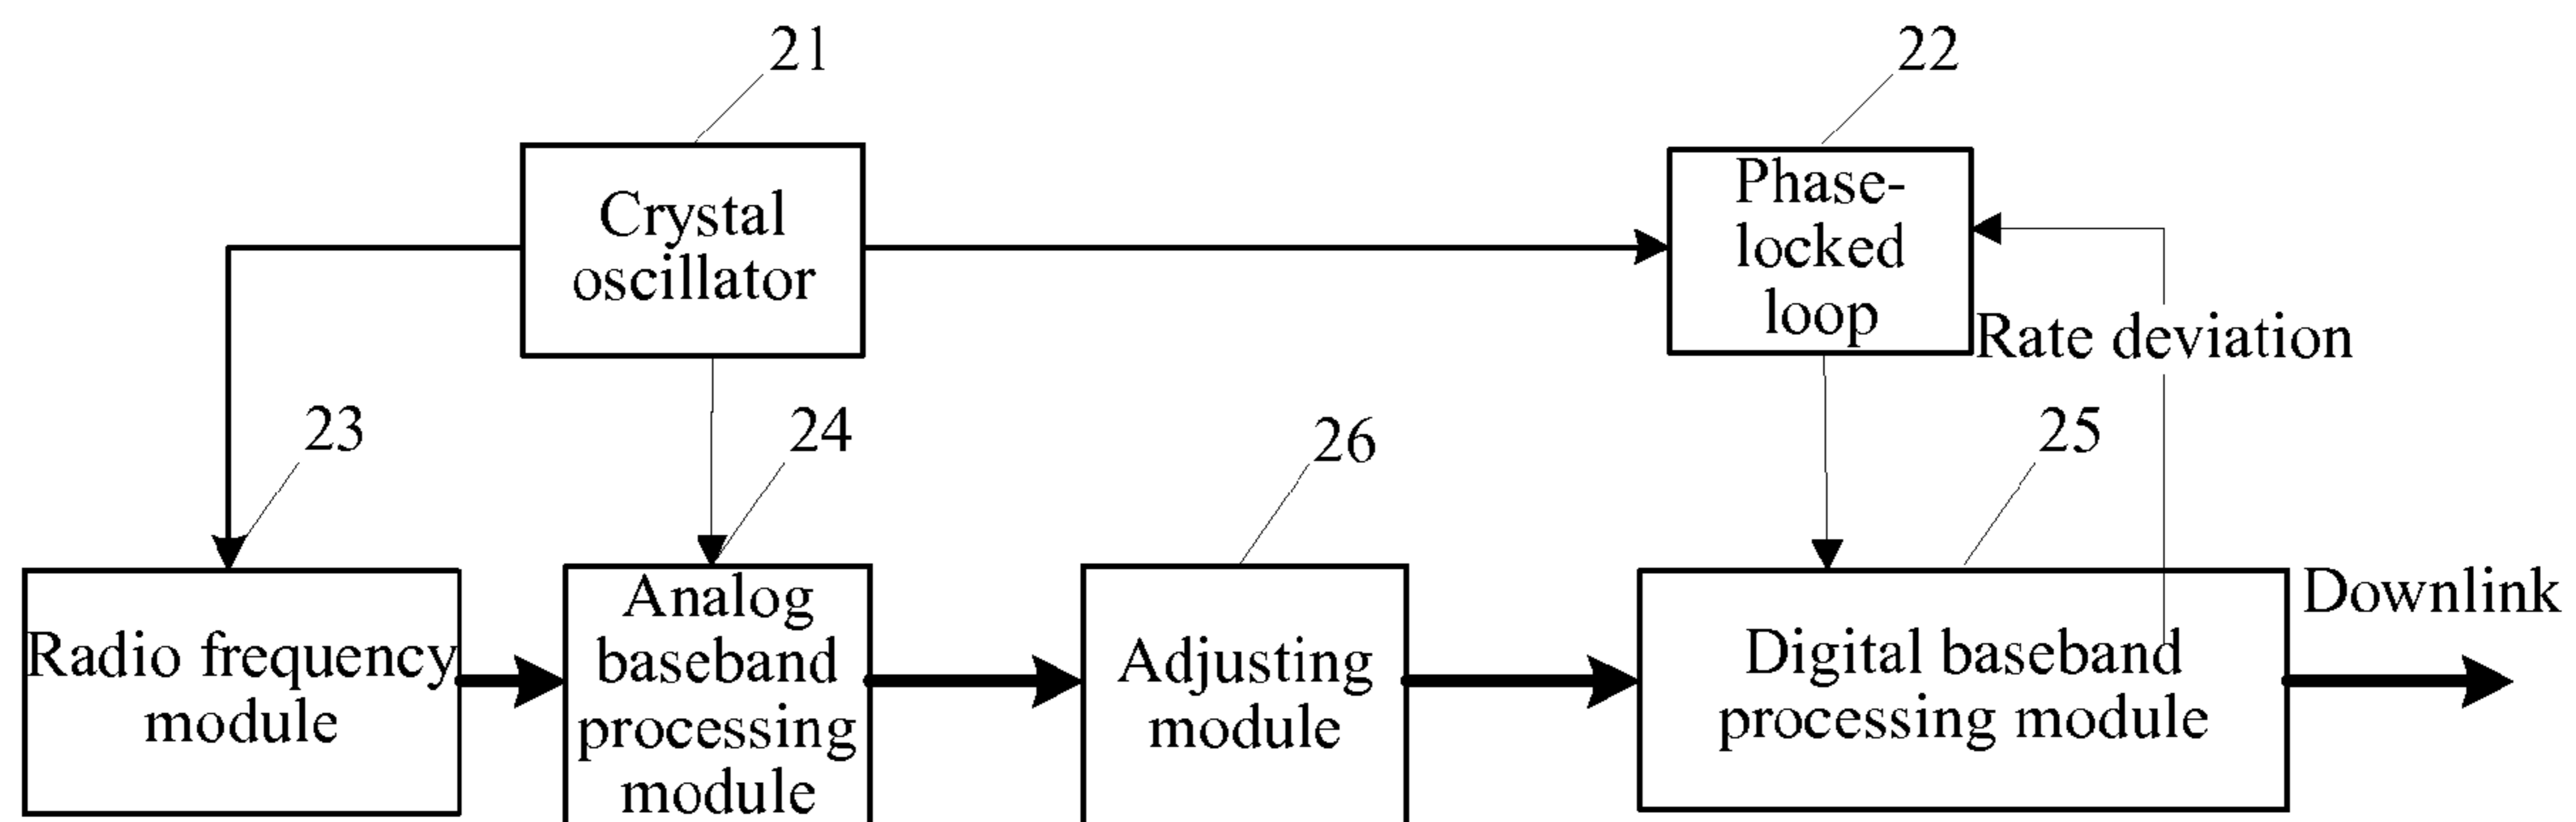 21
22
Crystal
oscillator
Phase-
locked
loop
Rate deviation
23
24
26
25
Radio frequency
module
Analog
baseband
processing
module
Adjusting
module
Digital baseband
processing module
Downlink